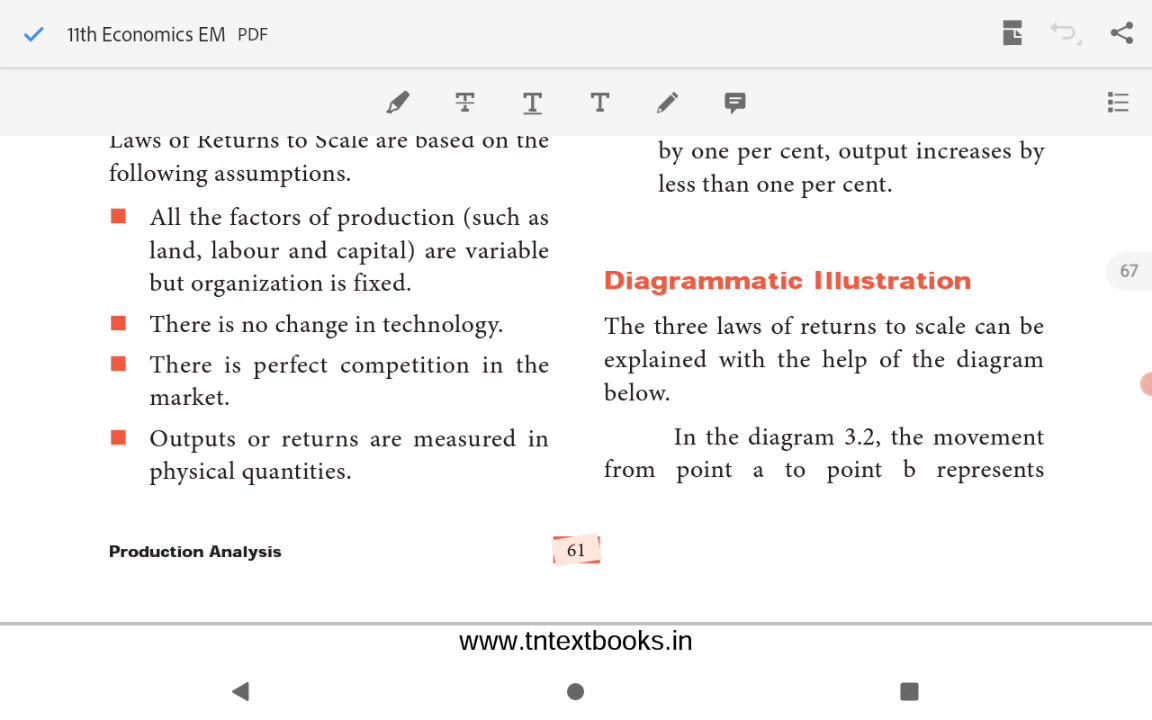 11th Economics EM PDF
Laws of Returns to Scale are based on the
following assumptions.
All the factors of production (such as
land, labour and capital) are variable
but organization is fixed.
There is no change in technology.
There is perfect competition in the
market.
Outputs or returns are measured in
physical quantities.
by one per cent, output increases by
less than one per cent.
Diagrammatic Illustration
The three laws of returns to scale can be
explained with the help of the diagram
below.
In the diagram 3.2, the movement
from point a to point b represents
67
Production Analysis
61
www.tntextbooks.in